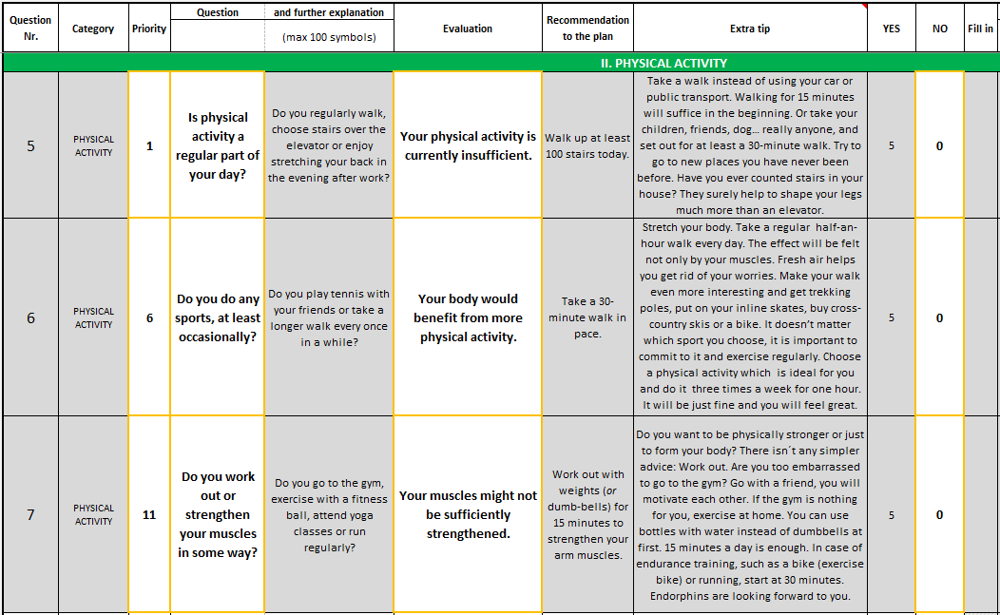 Question Nr.
Category
Priority
Question
and further explanation
(max 100 symbols)
Evaluation
Recommendation
to the plan
Extra tip
YES
NO
Fill in
II. PHYSICAL ACTIVITY
5
PHYSICAL
ACTIVITY
1
Is physical
activity a
regular part of
your day?
Do you regularly walk,
choose stairs over the
elevator or enjoy
stretching your back in
the evening after work?
Your physical activity is
currently insufficient.
Walk up at least
100 stairs today.
Take a walk instead of using your car or
public transport. Walking for 15 minutes
will suffice in the beginning. Or take your
children, friends, dog... really anyone, and
set out for at least a 30-minute walk. Try to
go to new places you have never been
before. Have you ever counted stairs in your
house? They surely help to shape your legs
much more than an elevator.
5
0
6
PHYSICAL
ACTIVITY
6
Do you do any
sports, at least
occasionally?
Do you play tennis with
your friends or take a
longer walk every once
in a while?
Your body would
benefit from more
physical activity.
Take a 30-
minute walk in
pace.
Stretch your body. Take a regular  half-an-
hour walk every day. The effect will be felt
not only by your muscles. Fresh air helps
you get rid of your worries. Make your walk
even more interesting and get trekking
poles, put on your inline skates, buy cross-
country skis or a bike. It doesn't matter
which sport you choose, it is important to
commit to it and exercise regularly. Choose
a physical activity which  is ideal for you
and do it  three times a week for one hour.
It will be just fine and you will feel great.
5
0
7
PHYSICAL
ACTIVITY
11
Do you work
out or
strengthen
your muscles
in some way?
Do you go to the gym,
exercise with a fitness
ball, attend yoga
classes or run
regularly?
Your muscles might not
be sufficiently
strengthened.
Work out with
weights (or
dumb-bells) for
15 minutes to
strengthen your
arm muscles.
Do you want to be physically stronger or just
to form your body? There isn´t any simpler
advice: Work out. Are you too embarrassed
to go to the gym? Go with a friend, you will
motivate each other. If the gym is nothing
for you, exercise at home. You can use
bottles with water instead of dumbbells at
first. 15 minutes a day is enough. In case of
endurance training, such as a bike (exercise
bike) or running, start at 30 minutes.
Endorphins are looking forward to you.
5
0